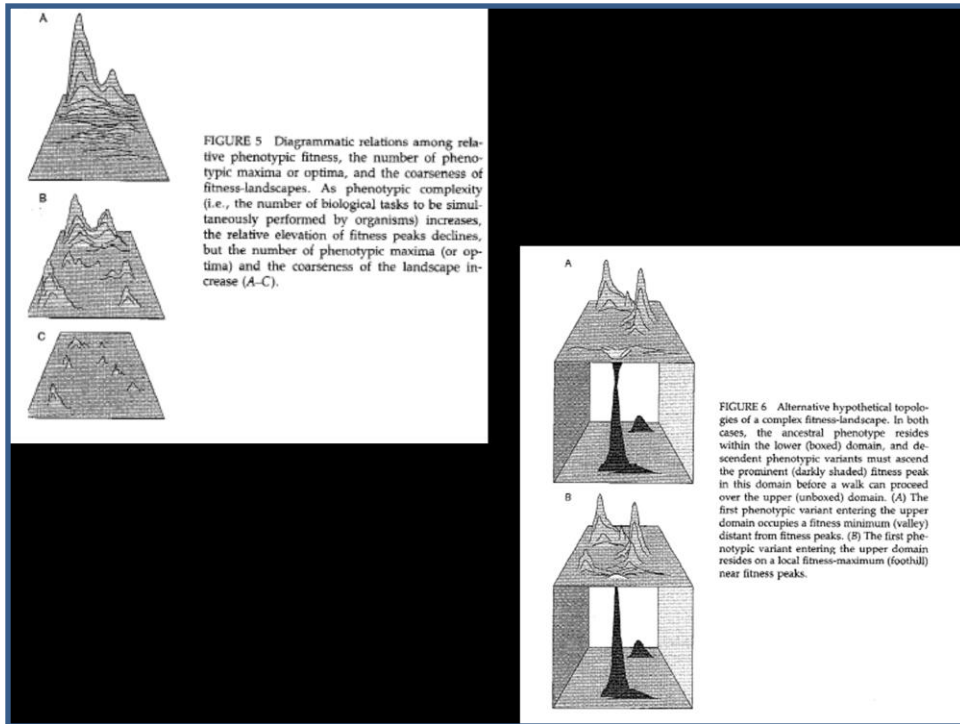 A
FIGURE 5 Diagrammatic relations among rela-
tive phenotypic fitness, the number of pheno-
typic maxima or optima, and the coarseness of
fitness-landscapes. As phenotypic complexity
(i.e., the number of biological tasks to be simul-
taneously performed by organisms) increases,
the relative elevation of fitness peaks declines,
but the number of phenotypic maxima (or op-
tima) and the coarseness of the landscape in-
crease (A–C).
B
C
A
FIGURE 6 Alternative hypothetical topolo-
gies of a complex fitness-landscape. In both
cases, the ancestral phenotype resides
within the lower (boxed) domain, and de-
scendent phenotypic variants must ascend
the prominent (darkly shaded) fitness peak
in this domain before a walk can proceed
over the upper (unboxed) domain. (A) The
first phenotypic variant entering the upper
domain occupies a fitness minimum (valley)
distant from fitness peaks. (B) The first phe-
notypic variant entering the upper domain
resides on a local fitness-maximum (foothill)
near fitness peaks.
B